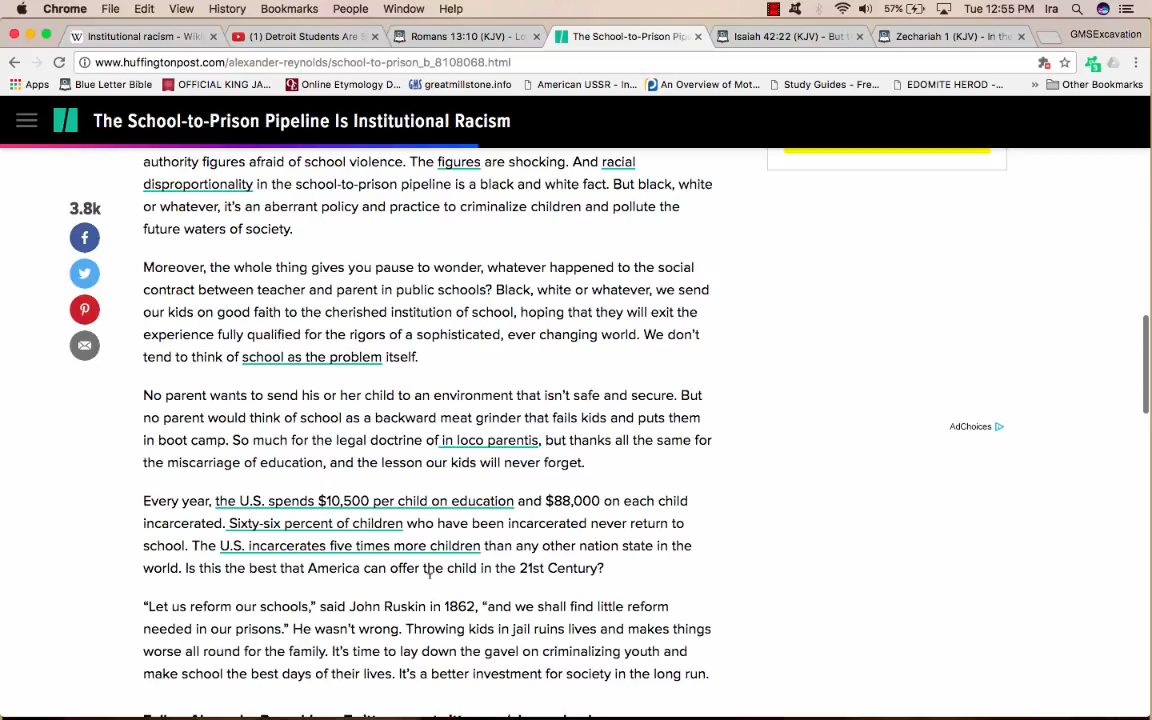 Chrome File Edit View History Bookmarks People Window Help 57% Tue 12:55 PM Ira
Institutional racism - Wiki
(1) Detroit Students Are S
Romans 13:10 (KJV) - Lo
The School-to-Prison Pip
Isaiah 42:22 (KJV) - But t
Zechariah 1 (KJV) - In the
GMSExcavation
www.huffingtonpost.com/alexander-reynolds/school-to-prison_b_8108068.html
Apps Blue Letter Bible OFFICIAL KING JA... Online Etymology D... greatmillstone.info American USSR - In... An Overview of Mot... Study Guides - Fre... EDOMITE HEROD -... » Other Bookmarks
The School-to-Prison Pipeline Is Institutional Racism
authority figures afraid of school violence. The figures are shocking. And racial
disproportionality in the school-to-prison pipeline is a black and white fact. But black, white
or whatever, it’s an aberrant policy and practice to criminalize children and pollute the
future waters of society.
3.8k
Moreover, the whole thing gives you pause to wonder, whatever happened to the social
contract between teacher and parent in public schools? Black, white or whatever, we send
our kids on good faith to the cherished institution of school, hoping that they will exit the
experience fully qualified for the rigors of a sophisticated, ever changing world. We don’t
tend to think of school as the problem itself.
No parent wants to send his or her child to an environment that isn’t safe and secure. But
no parent would think of school as a backward meat grinder that fails kids and puts them
in boot camp. So much for the legal doctrine of in loco parentis, but thanks all the same for
the miscarriage of education, and the lesson our kids will never forget.
AdChoices
Every year, the U.S. spends $10,500 per child on education and $88,000 on each child
incarcerated. Sixty-six percent of children who have been incarcerated never return to
school. The U.S. incarcerates five times more children than any other nation state in the
world. Is this the best that America can offer the child in the 21st Century?
“Let us reform our schools,” said John Ruskin in 1862, “and we shall find little reform
needed in our prisons.” He wasn’t wrong. Throwing kids in jail ruins lives and makes things
worse all round for the family. It’s time to lay down the gavel on criminalizing youth and
make school the best days of their lives. It’s a better investment for society in the long run.